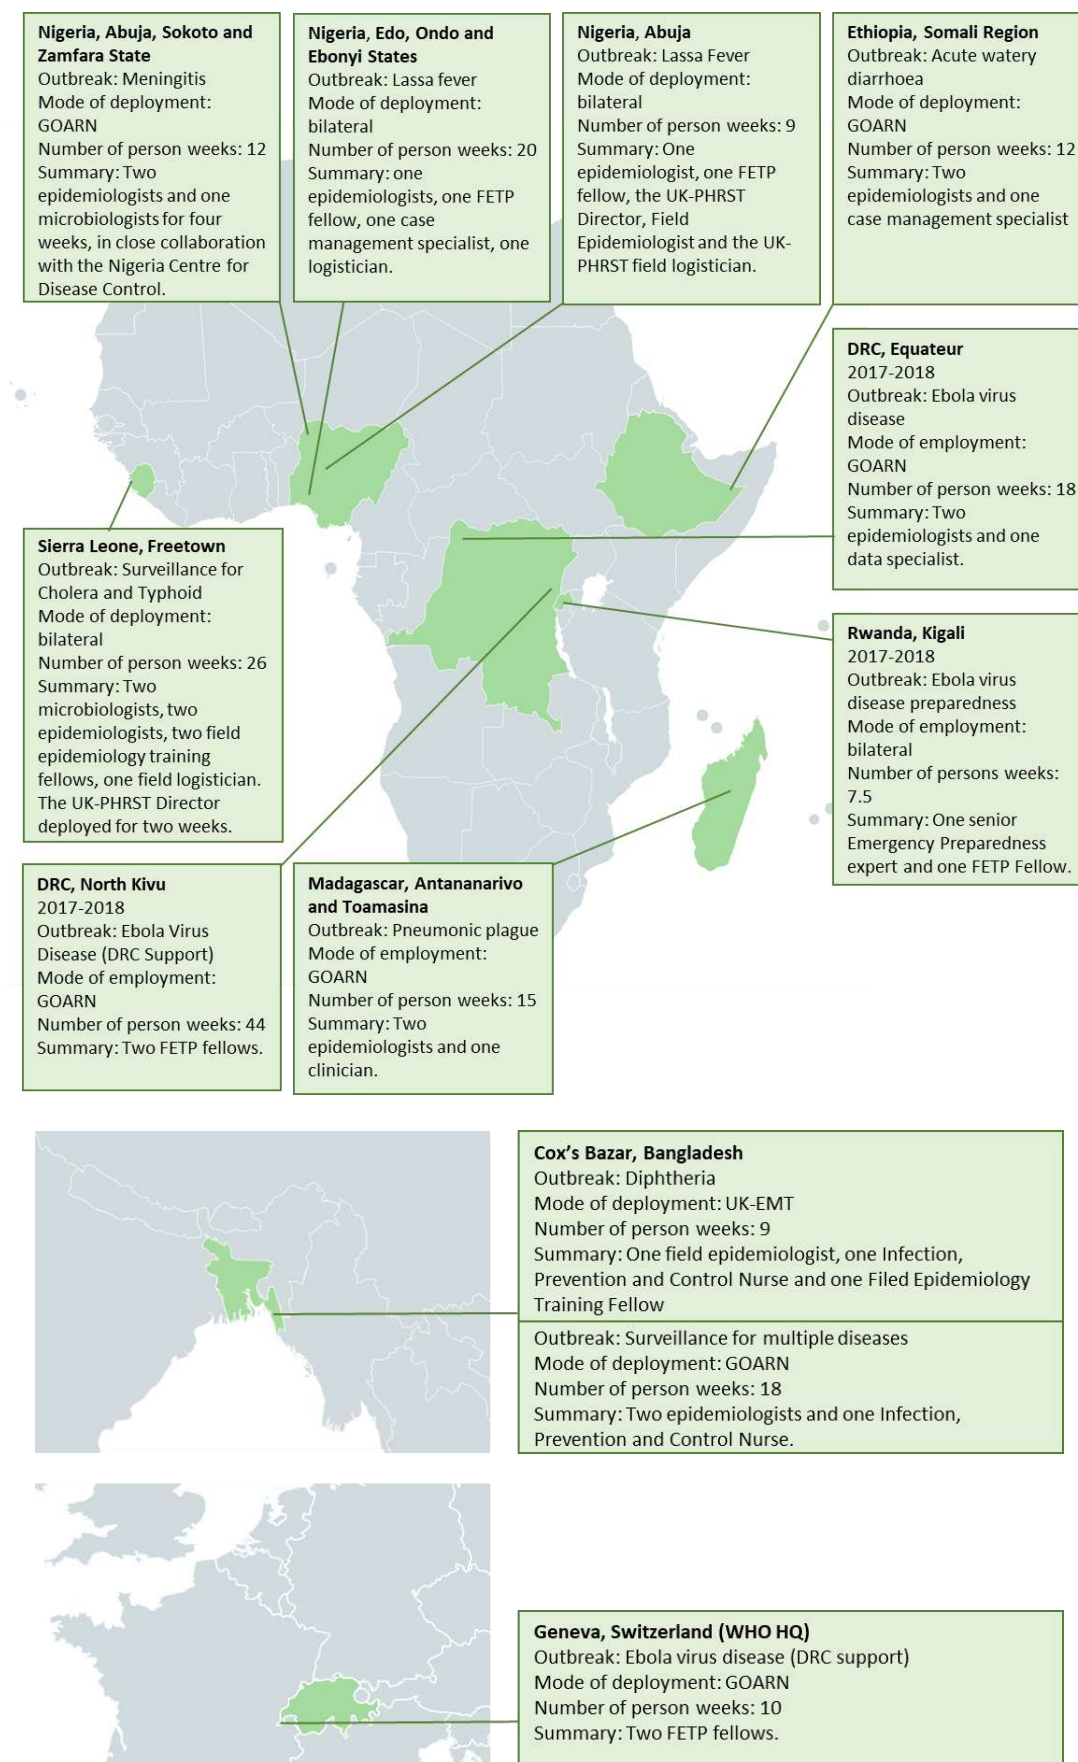 Nigeria, Abuja, Sokoto and
Zamfara State
Outbreak: Meningitis
Mode of deployment:
GOARN
Number of person weeks: 12
Summary: Two
epidemiologists and one
microbiologists for four
weeks, in close collaboration
with the Nigeria Centre for
Disease Control.
Nigeria, Edo, Ondo and
Ebonyi States
Outbreak: Lassa fever
Mode of deployment:
bilateral
Number of person weeks: 20
Summary: one
epidemiologists, one FETP
fellow, one case
management specialist, one
logistician.
Nigeria, Abuja
Outbreak: Lassa Fever
Mode of deployment:
bilateral
Number of person weeks: 9
Summary: One
epidemiologist, one FETP
fellow, the UK-PHRST
Director, Field
Epidemiologist and the UK-
PHRST field logistician.
Ethiopia, Somali Region
Outbreak: Acute watery
diarrhoea
Mode of deployment:
GOARN
Number of person weeks: 12
Summary: Two
epidemiologists and one
case management specialist
DRC, Equateur
2017-2018
Outbreak: Ebola virus
disease
Mode of employment:
GOARN
Number of person weeks: 18
Summary: Two
epidemiologists and one
data specialist.
Sierra Leone, Freetown
Outbreak: Surveillance for
Cholera and Typhoid
Mode of deployment:
bilateral
Number of person weeks: 26
Summary: Two
microbiologists, two
epidemiologists, two field
epidemiology training
fellows, one field logistician.
The UK-PHRST Director
deployed for two weeks.
Rwanda, Kigali
2017-2018
Outbreak: Ebola virus
disease preparedness
Mode of employment:
bilateral
Number of persons weeks:
7.5
Summary: One senior
Emergency Preparedness
expert and one FETP Fellow.
DRC, North Kivu
2017-2018
Outbreak: Ebola Virus
Disease (DRC Support)
Mode of employment:
GOARN
Number of person weeks: 44
Summary: Two FETP fellows.
Madagascar, Antananarivo
and Toamasina
Outbreak: Pneumonic plague
Mode of employment:
GOARN
Number of person weeks: 15
Summary: Two
epidemiologists and one
clinician.
Cox's Bazar, Bangladesh
Outbreak: Diphtheria
Mode of deployment: UK-EMT
Number of person weeks: 9
Summary: One field epidemiologist, one Infection,
Prevention and Control Nurse and one Filed Epidemiology
Training Fellow
Outbreak: Surveillance for multiple diseases
Mode of deployment: GOARN
Number of person weeks: 18
Summary: Two epidemiologists and one Infection,
Prevention and Control Nurse.
Geneva, Switzerland (WHO HQ)
Outbreak: Ebola virus disease (DRC support)
Mode of deployment: GOARN
Number of person weeks: 10
Summary: Two FETP fellows.